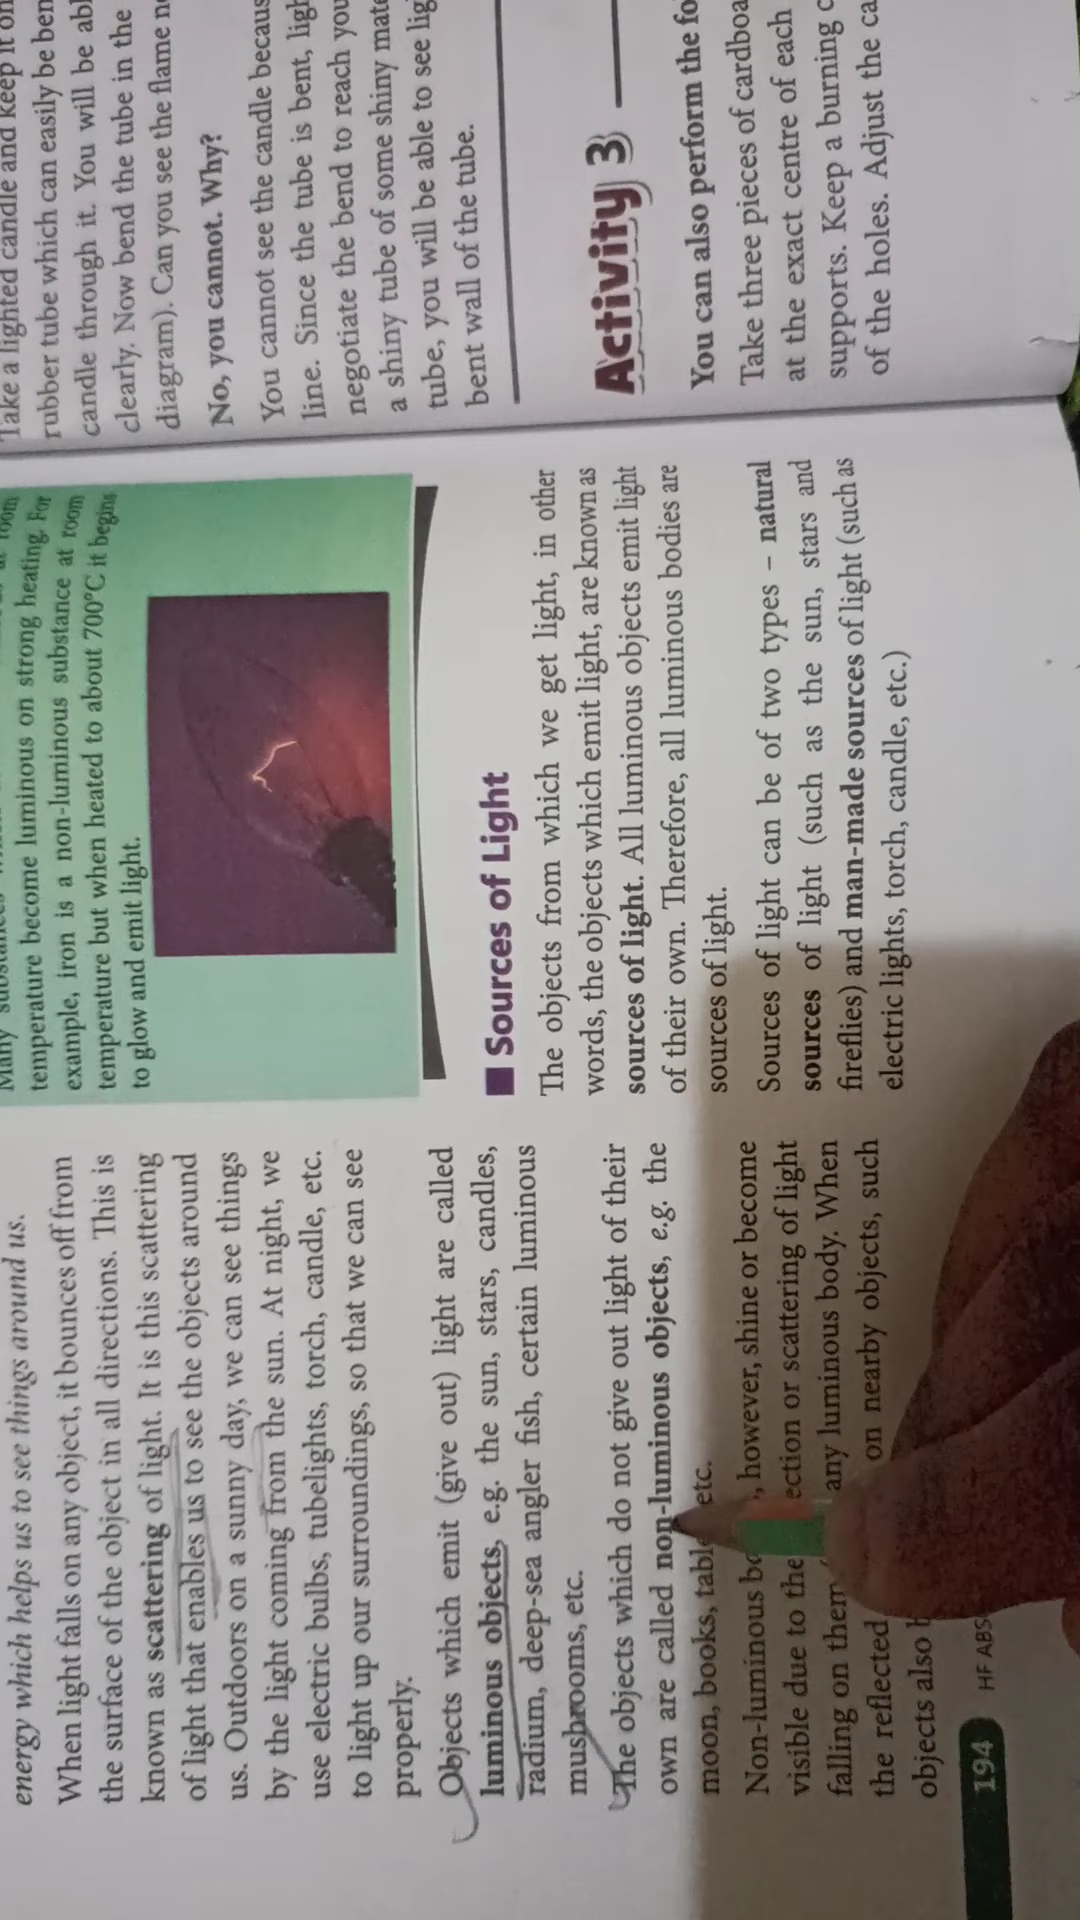 energy which helps us to see things around us.
When light falls on any object, it bounces off from
the surface of the object in all directions. This is
known as scattering of light. It is this scattering
of light that enables us to see the objects around
us. Outdoors on a sunny day, we can see things
by the light coming from the sun. At night, we
use electric bulbs, tubelights, torch, candle, etc.
to light up our surroundings, so that we can see
properly.
Objects which emit (give out) light are called
luminous objects, e.g. the sun, stars, candles,
radium, deep-sea angler fish, certain luminous
mushrooms, etc.
The objects which do not give out light of their
own are called non-luminous objects, e.g. the
moon, books, etc.
Non-luminous however, shine or become
visible due to the or scattering of light
falling on any luminous body. When
the reflected on nearby objects, such
objects also
194 HF
temperature become luminous on strong heating. For
example, iron is a non-luminous substance at room
temperature but when heated to about 700°C it begins
to glow and emit light.
Sources of Light
The objects from which we get light, in other
words, the objects which emit light, are known as
sources of light. All luminous objects emit light
of their own. Therefore, all luminous bodies are
sources of light.
Sources of light can be of two types – natural
sources of light (such as the sun, stars and
fireflies) and man-made sources of light (such as
electric lights, torch, candle, etc.)
Take a lighted candle and keep it
rubber tube which can easily be
candle through it. You will be
clearly. Now bend the tube in the
diagram). Can you see the flame
No, you cannot. Why?
You cannot see the candle
line. Since the tube is bent,
negotiate the bend to reach
a shiny tube of some shiny
tube, you will be able to see
bent wall of the tube.
Activity 3
You can also perform the
Take three pieces of
at the exact centre of each
supports. Keep a burning
of the holes. Adjust the